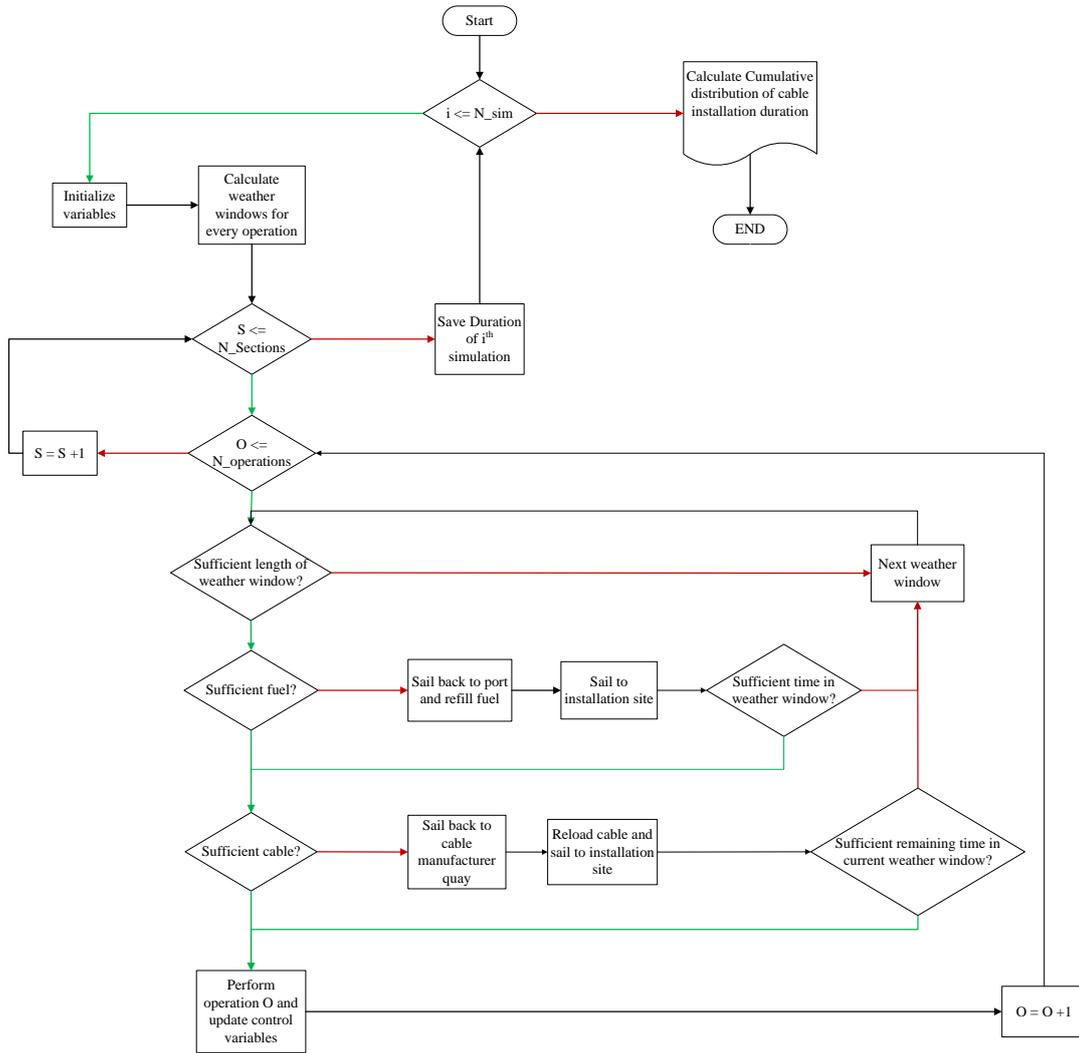 Start
i <= N_sim
Calculate Cumulative
distribution of cable
installation duration
Initialize
variables
Calculate
weather
windows for
every operation
END
S <=
N_Sections
Save Duration
of ith
simulation
S = S +1
O <=
N_operations
Sufficient length of
weather window?
Next weather
window
Sufficient fuel?
Sail back to port
and refill fuel
Sail to
installation site
Sufficient time in
weather window?
Sufficient cable?
Sail back to
cable
manufacturer
quay
Reload cable and
sail to installation
site
Sufficient remaining time in
current weather window?
Perform
operation O and
update control
variables
O = O +1